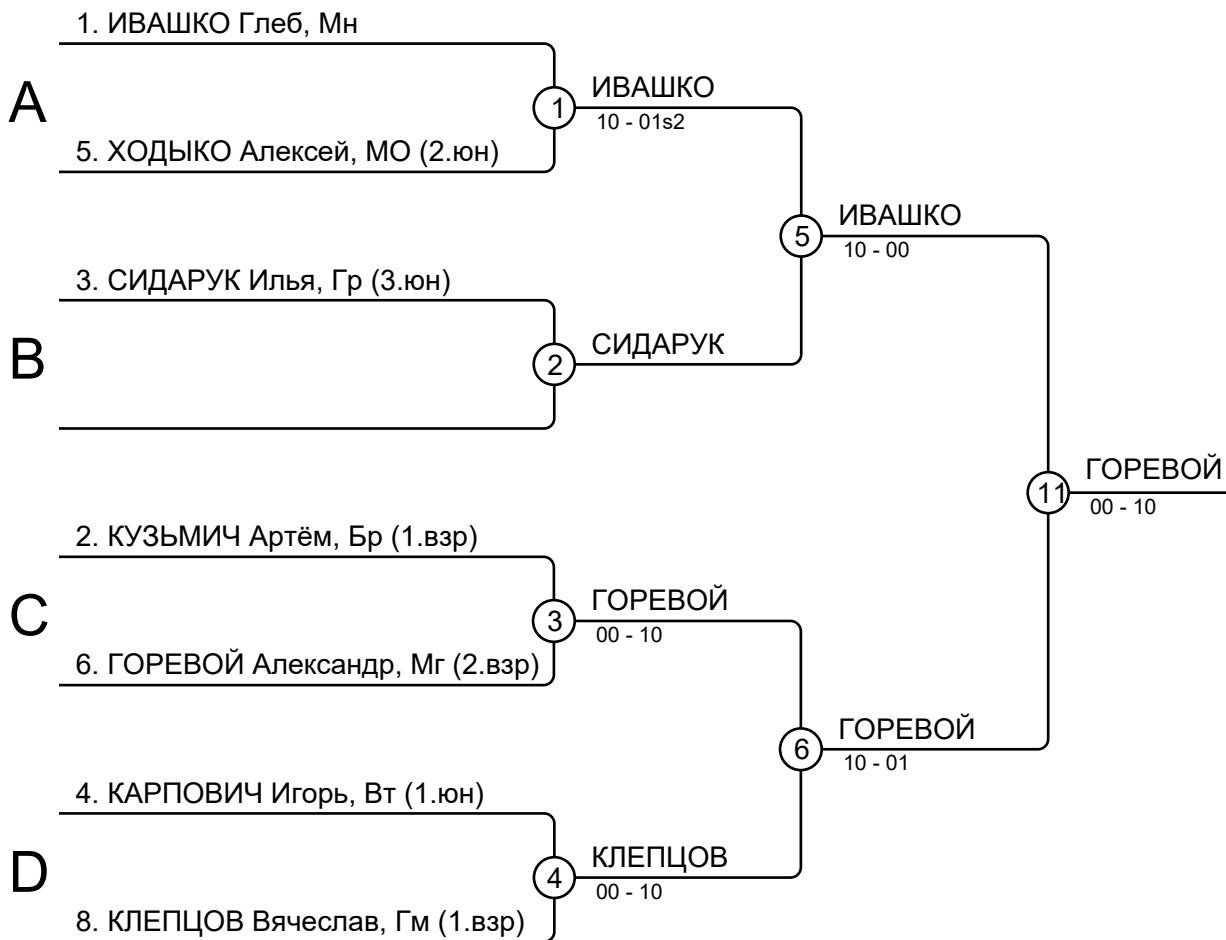 1. ИВАШКО Глеб, Мн
A
1
ИВАШКО
10 - 01s2
5. ХОДЫКО Алексей, МО (2.юн)
5
ИВАШКО
10 - 00
3. СИДАРУК Илья, Гр (3.юн)
B
2
СИДАРУК
11
ГОРЕВОЙ
00 - 10
2. КУЗЬМИЧ Артём, Бр (1.взр)
C
3
ГОРЕВОЙ
00 - 10
6. ГОРЕВОЙ Александр, Мг (2.взр)
6
ГОРЕВОЙ
10 - 01
4. КАРПОВИЧ Игорь, Вт (1.юн)
D
4
КЛЕПЦОВ
00 - 10
8. КЛЕПЦОВ Вячеслав, Гм (1.взр)